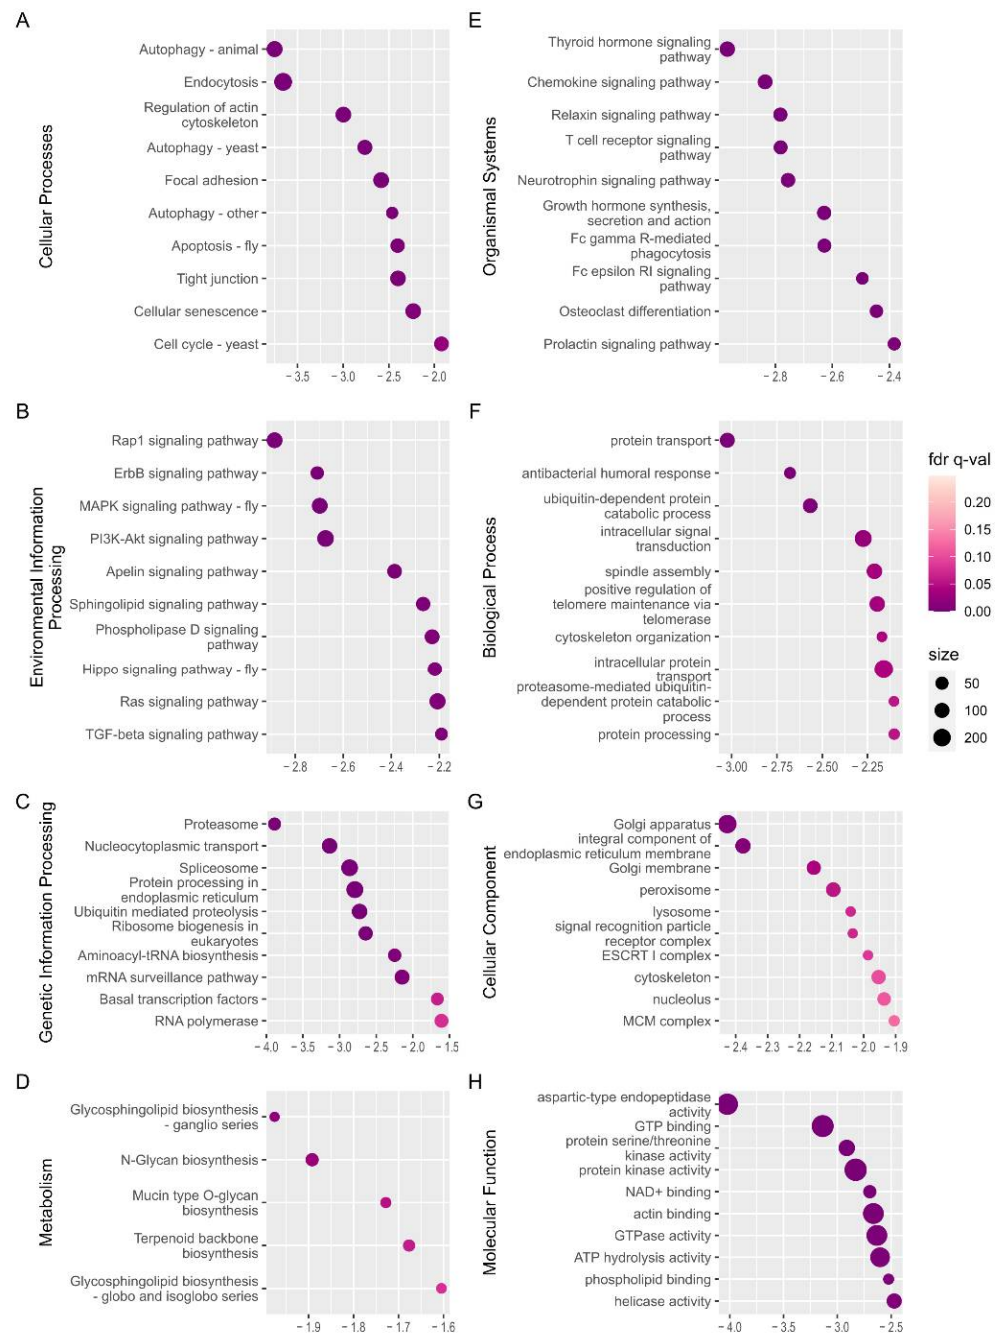 A
Cellular Processes
Autophagy - animal
Endocytosis
Regulation of actin
cytoskeleton
Autophagy - yeast
Focal adhesion
Autophagy - other
Apoptosis - fly
Tight junction
Cellular senescence
Cell cycle - yeast
−3.5 −3.0 −2.5 −2.0
E
Organismal Systems
Thyroid hormone signaling
pathway
Chemokine signaling pathway
Relaxin signaling pathway
T cell receptor signaling
pathway
Neurotrophin signaling pathway
Growth hormone synthesis,
secretion and action
Fc gamma R-mediated
phagocytosis
Fc epsilon RI signaling
pathway
Osteoclast differentiation
Prolactin signaling pathway
−2.8 −2.6 −2.4
B
Environmental Information
Processing
Rap1 signaling pathway
ErbB signaling pathway
MAPK signaling pathway - fly
PI3K-Akt signaling pathway
Apelin signaling pathway
Sphingolipid signaling pathway
Phospholipase D signaling
pathway
Hippo signaling pathway - fly
Ras signaling pathway
TGF-beta signaling pathway
−2.8 −2.6 −2.4 −2.2
F
Biological Process
protein transport
antibacterial humoral response
ubiquitin-dependent protein
catabolic process
intracellular signal
transduction
spindle assembly
positive regulation of
telomere maintenance via
telomerase
cytoskeleton organization
intracellular protein
transport
proteasome-mediated ubiquitin-
dependent protein catabolic
process
protein processing
−3.00 −2.75 −2.50 −2.25
fdr q-val
0.20
0.15
0.10
0.05
0.00
size
50
100
200
C
Genetic Information Processing
Proteasome
Nucleocytoplasmic transport
Spliceosome
Protein processing in
endoplasmic reticulum
Ubiquitin mediated proteolysis
Ribosome biogenesis in
eukaryotes
Aminoacyl-tRNA biosynthesis
mRNA surveillance pathway
Basal transcription factors
RNA polymerase
−4.0 −3.5 −3.0 −2.5 −2.0 −1.5
G
Cellular Component
Golgi apparatus
integral component of
endoplasmic reticulum membrane
Golgi membrane
peroxisome
lysosome
signal recognition particle
receptor complex
ESCRT I complex
cytoskeleton
nucleolus
MCM complex
−2.4 −2.3 −2.2 −2.1 −2.0 −1.9
D
Metabolism
Glycosphingolipid biosynthesis
- ganglio series
N-Glycan biosynthesis
Mucin type O-glycan
biosynthesis
Terpenoid backbone
biosynthesis
Glycosphingolipid biosynthesis
- globo and isoglobo series
−1.9 −1.8 −1.7 −1.6
H
Molecular Function
aspartic-type endopeptidase
activity
GTP binding
protein serine/threonine
kinase activity
protein kinase activity
NAD+ binding
actin binding
GTPase activity
ATP hydrolysis activity
phospholipid binding
helicase activity
−4.0 −3.5 −3.0 −2.5